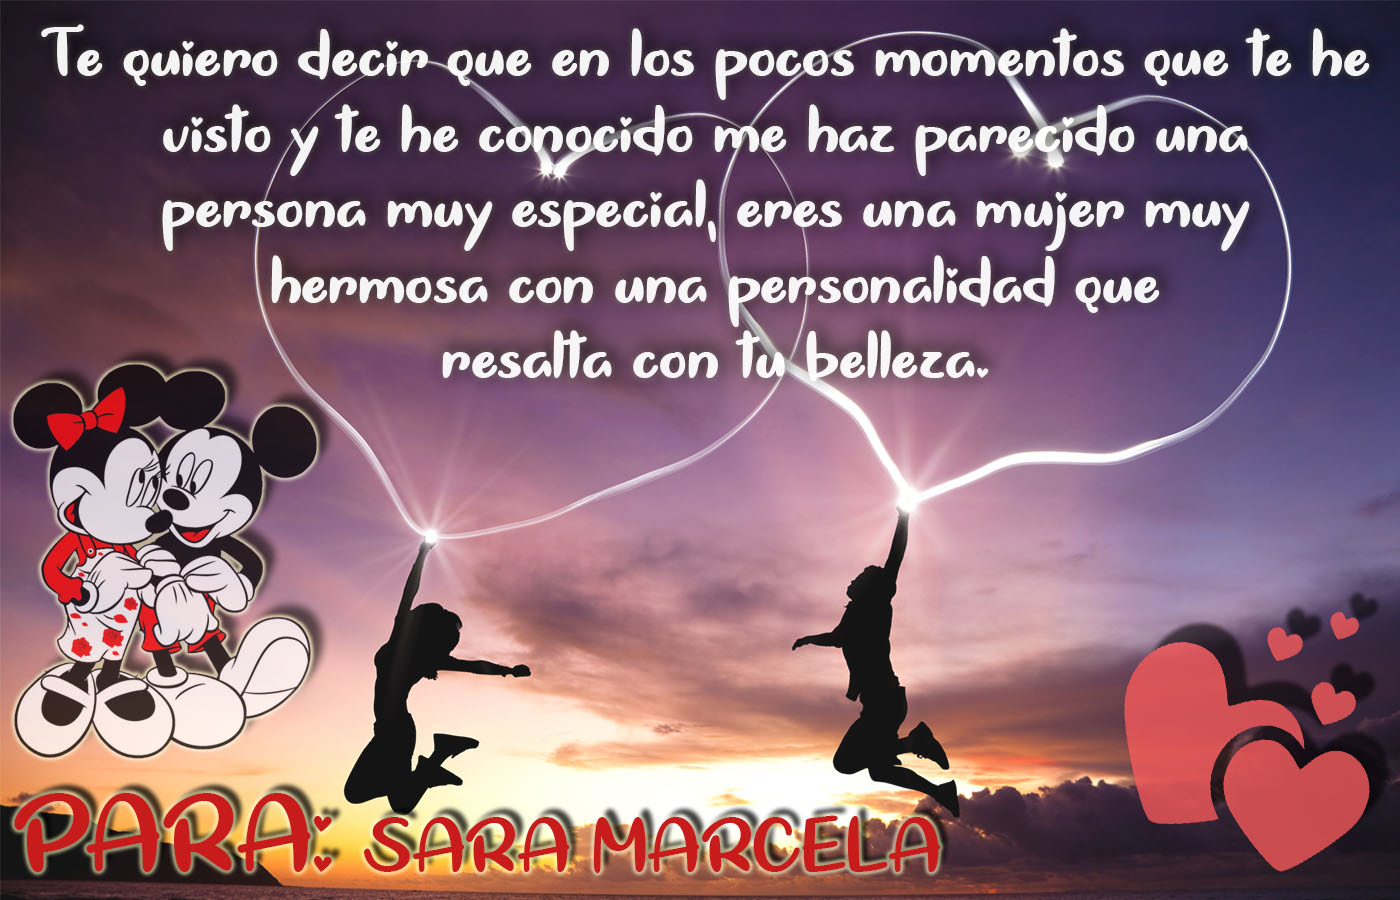 Te quiero decir que en los pocos momentos que te he
visto y te he conocido me haz parecido una
persona muy especial, eres una mujer muy
hermosa con una personalidad que
resalta con tu belleza.
PARA: SARA MARCELA